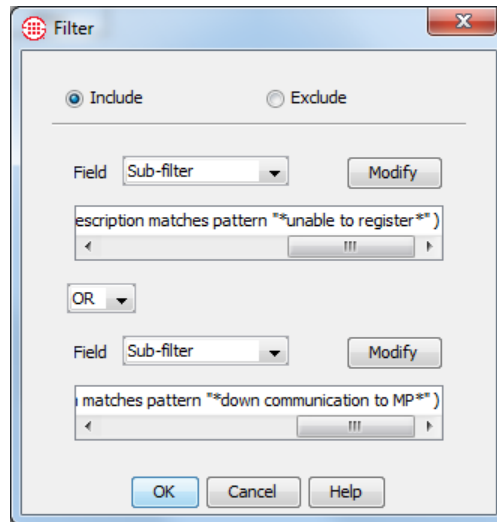 Filter
Include Exclude
Field Sub-filter Modify
escription matches pattern "*unable to register*" )
OR
Field Sub-filter Modify
matches pattern "*down communication to MP*" )
OK Cancel Help